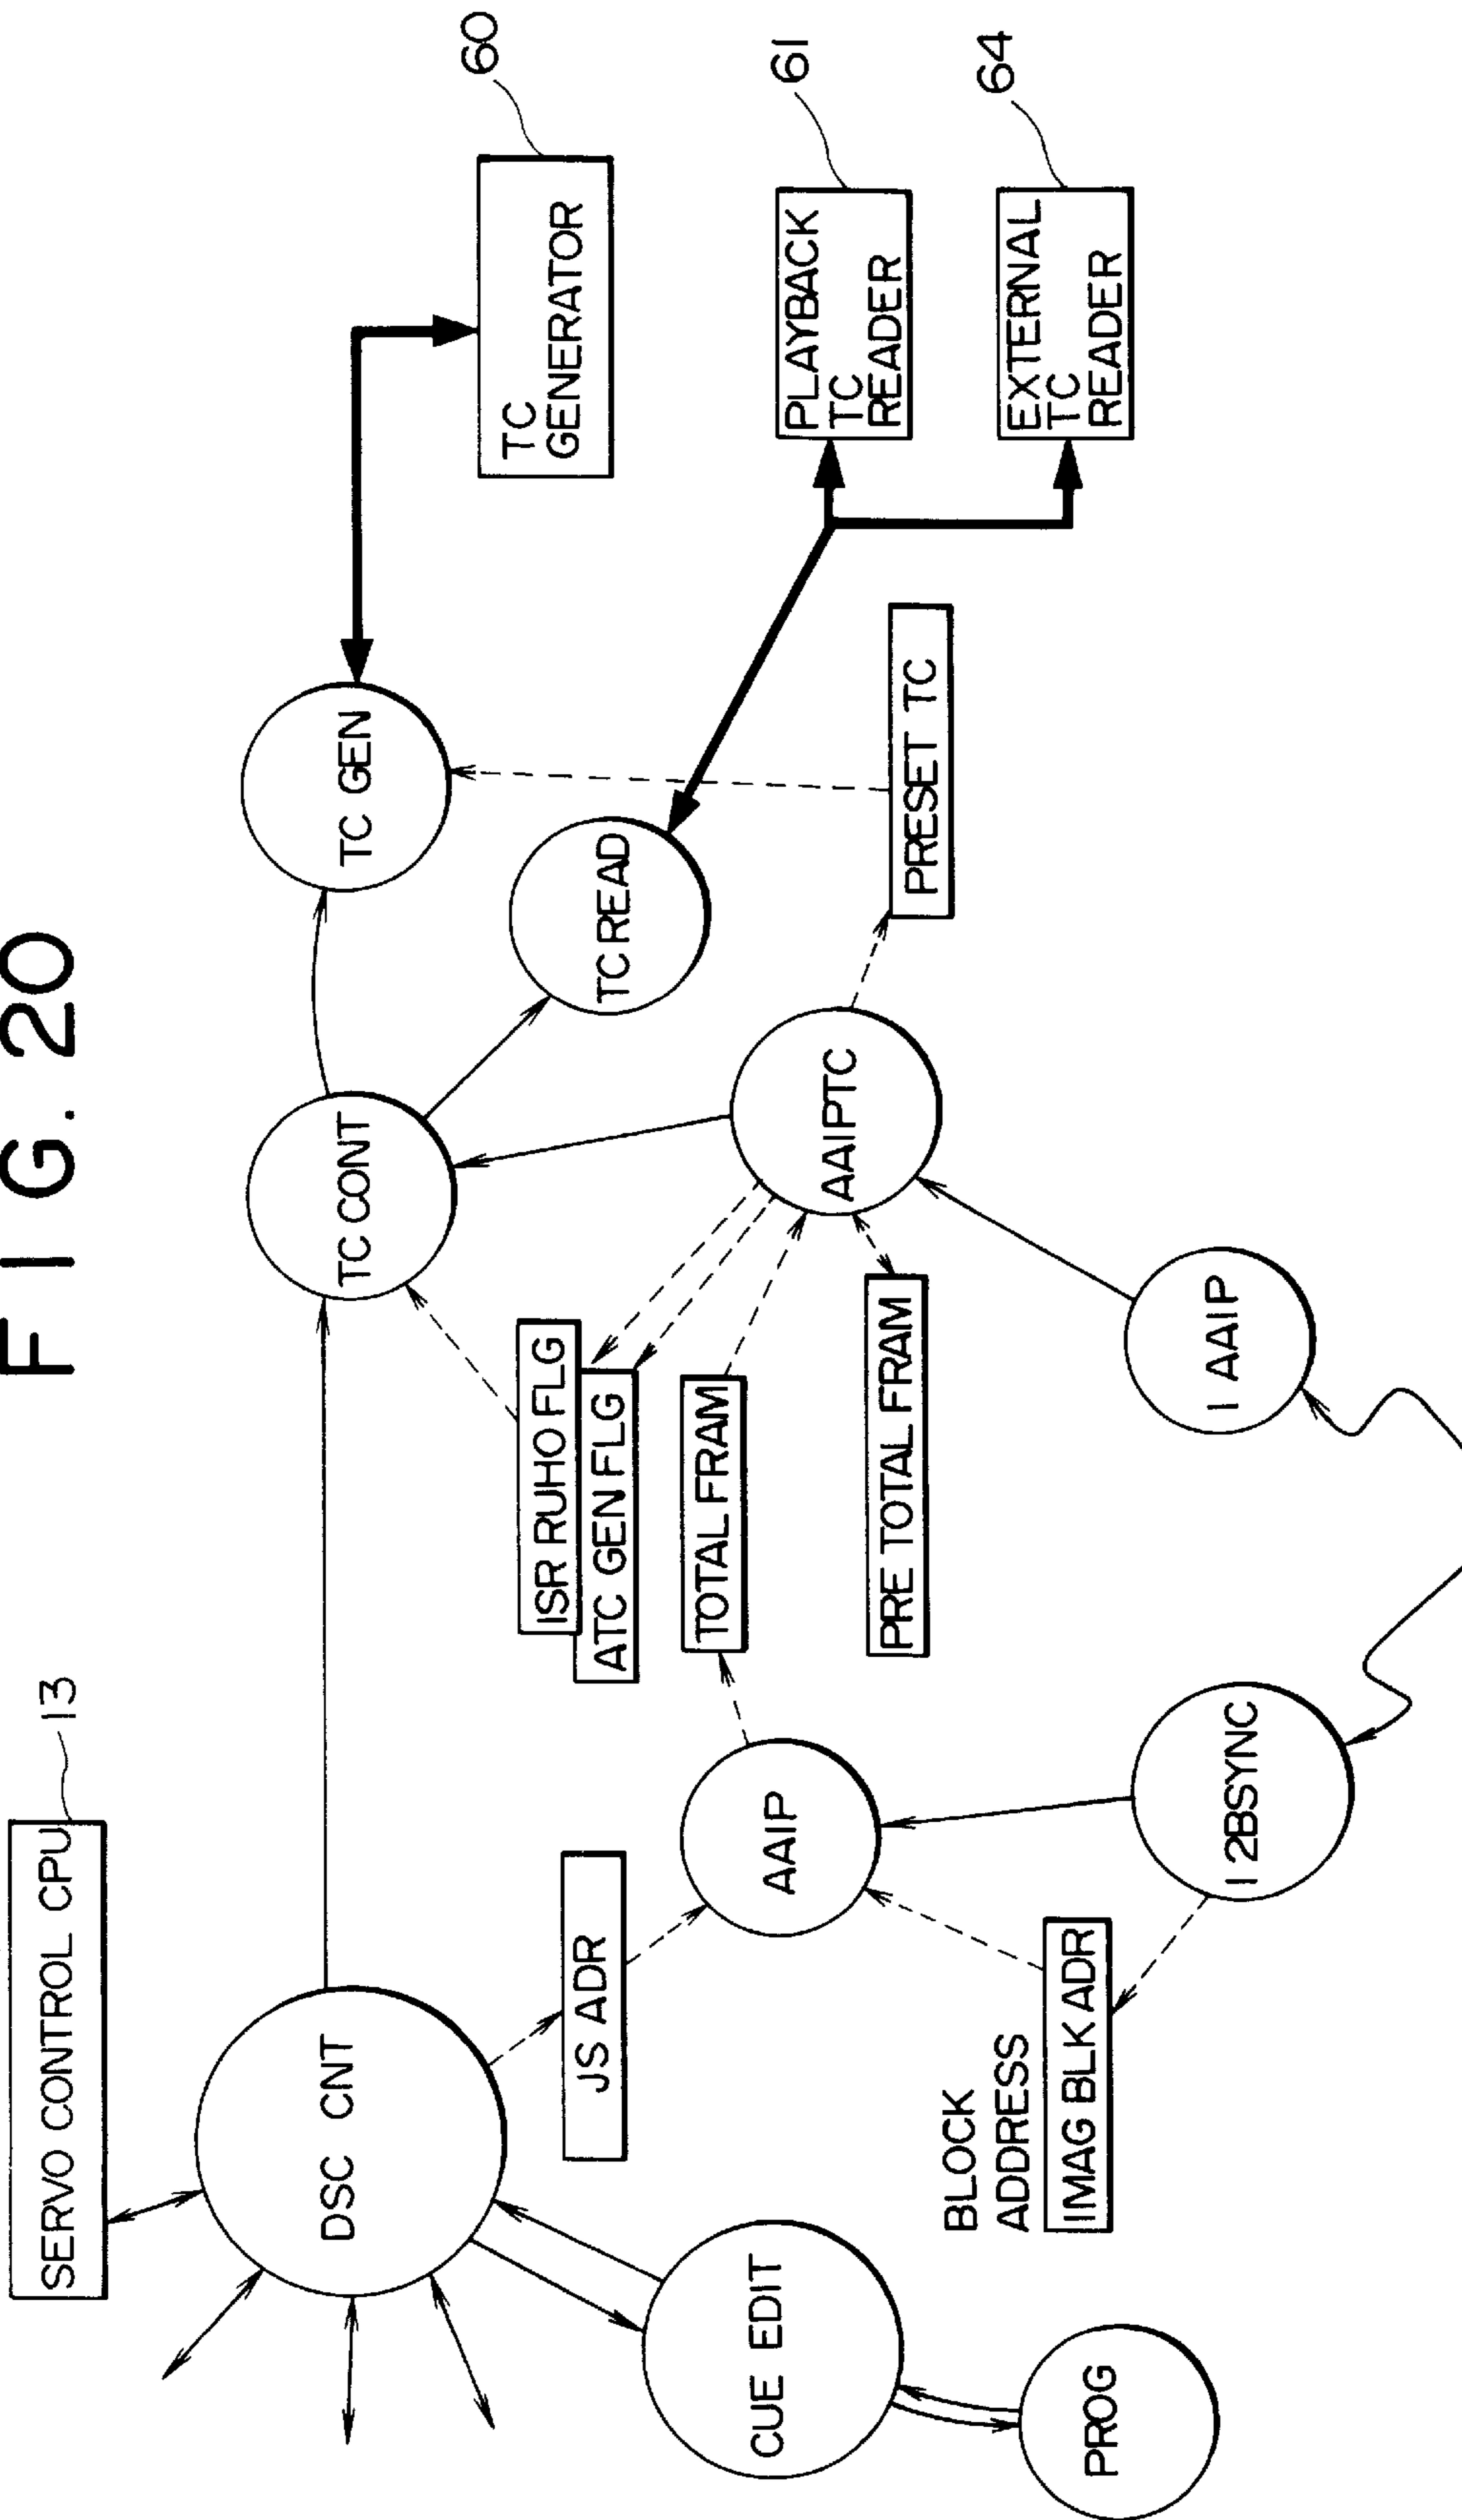 FIG. 20
SERVO CONTROL CPU
13
DSC CNT
TC CONT
TC GEN
60
TC
GENERATOR
JS ADR
ISR RUHO FLG
ATC GEN FLG
TC READ
CUE EDIT
AAIP
TOTAL FRAM
PRE TOTAL FRAM
AAIPTC
PRESET TC
61
PLAYBACK
TC
READER
64
EXTERNAL
TC
READER
BLOCK
ADDRESS
IMAG BLK ADR
PROG
I2BSYNC
I AAIP